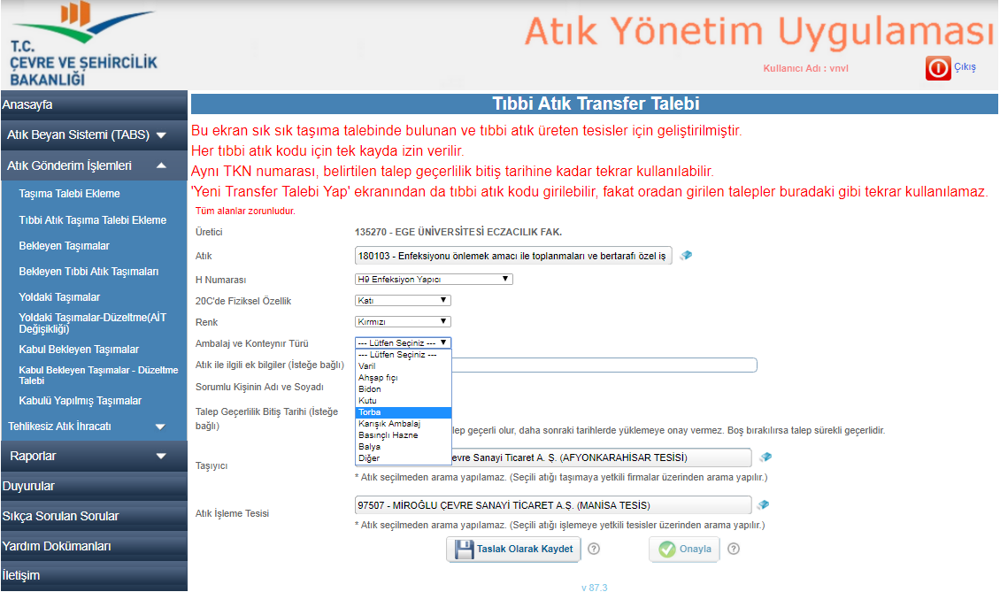 T.C.
ÇEVRE VE ŞEHİRCİLİK
BAKANLIĞI
Atık Yönetim Uygulaması
Kullanıcı Adı : vnvl
Çıkış
Anasayfa
Atık Beyan Sistemi (TABS)
Atık Gönderim İşlemleri
Taşıma Talebi Ekleme
Tıbbi Atık Taşıma Talebi Ekleme
Bekleyen Taşımalar
Bekleyen Tıbbi Atık Taşımaları
Yoldaki Taşımalar
Yoldaki Taşımalar-Düzeltme(AİT
Değişikliği)
Kabul Bekleyen Taşımalar
Kabul Bekleyen Taşımalar - Düzeltme
Talebi
Kabulü Yapılmış Taşımalar
Tehlikesiz Atık İhracatı
Raporlar
Duyurular
Sıkça Sorulan Sorular
Yardım Dokümanları
İletişim
Tıbbi Atık Transfer Talebi
Bu ekran sık sık taşıma talebinde bulunan ve tıbbi atık üreten tesisler için geliştirilmiştir.
Her tıbbi atık kodu için tek kayda izin verilir.
Aynı TKN numarası, belirtilen talep geçerlilik bitiş tarihine kadar tekrar kullanılabilir.
'Yeni Transfer Talebi Yap' ekranından da tıbbi atık kodu girilebilir, fakat oradan girilen talepler buradaki gibi tekrar kullanılamaz.
Tüm alanlar zorunludur.
Üretici 135270 - EGE ÜNİVERSİTESİ ECZACILIK FAK.
Atık 180103 - Enfeksiyonu önlemek amacı ile toplanmaları ve bertarafı özel iş
H Numarası H9 Enfeksiyon Yapıcı
20C'de Fiziksel Özellik Katı
Renk Kırmızı
Ambalaj ve Konteynır Türü --- Lütfen Seçiniz ---
--- Lütfen Seçiniz ---
Varil
Ahşap fıçı
Bidon
Kutu
Torba
Karışık Ambalaj
Basınçlı Hazne
Balya
Diğer
Atık ile ilgili ek bilgiler (İsteğe bağlı)
Sorumlu Kişinin Adı ve Soyadı
Talep Geçerlilik Bitiş Tarihi (İsteğe
bağlı)
lep geçerli olur, daha sonraki tarihlerde yüklemeye onay vermez. Boş bırakılırsa talep sürekli geçerlidir.
Taşıyıcı evre Sanayi Ticaret A. Ş. (AFYONKARAHİSAR TESİSİ)
* Atık seçilmeden arama yapılamaz. (Seçili atığı taşımaya yetkili firmalar üzerinden arama yapılır.)
Atık İşleme Tesisi 97507 - MİROĞLU ÇEVRE SANAYİ TİCARET A.Ş. (MANİSA TESİS)
* Atık seçilmeden arama yapılamaz. (Seçili atığı işlemeye yetkili tesisler üzerinden arama yapılır.)
Taslak Olarak Kaydet ? Onayla ?
v 87.3